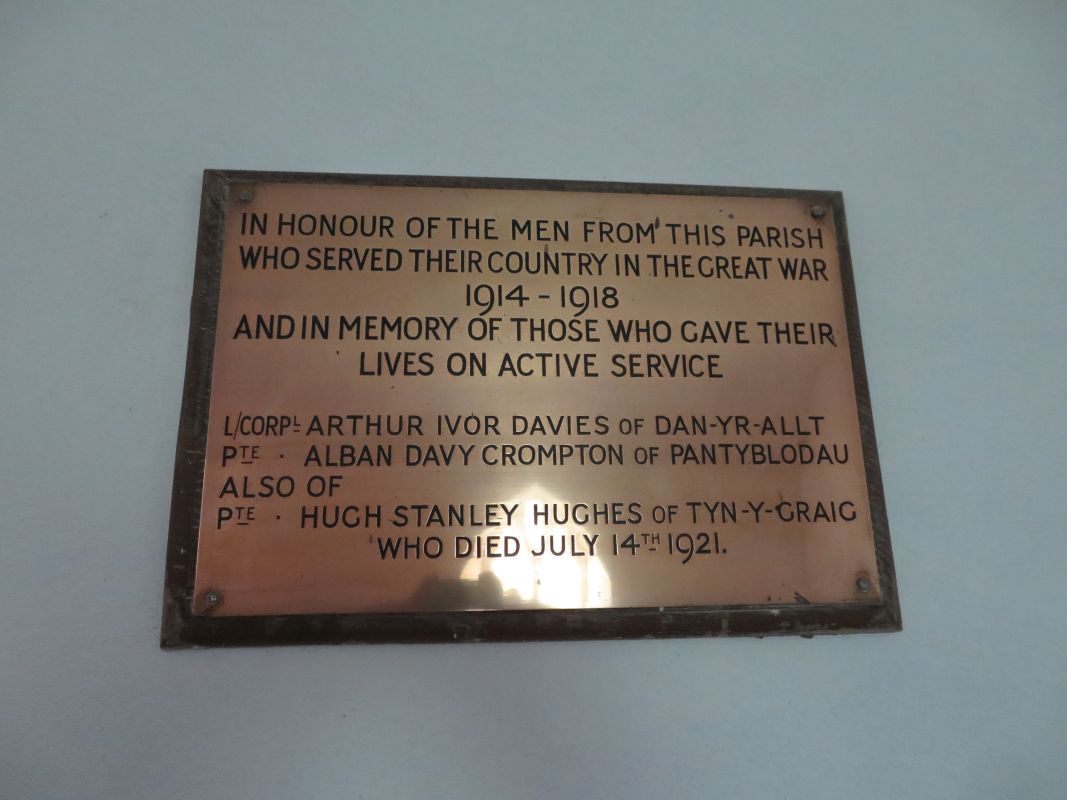 IN HONOUR OF THE MEN FROM THIS PARISH
WHO SERVED THEIR COUNTRY IN THE GREAT WAR
1914 - 1918
AND IN MEMORY OF THOSE WHO GAVE THEIR
LIVES ON ACTIVE SERVICE
L/CORPL ARTHUR IVOR DAVIES OF DAN-YR-ALLT
PTE · ALBAN DAVY CROMPTON OF PANTYBLODAU
ALSO OF
PTE · HUGH STANLEY HUGHES OF TYN-Y-GRAIG
WHO DIED JULY 14TH 1921.